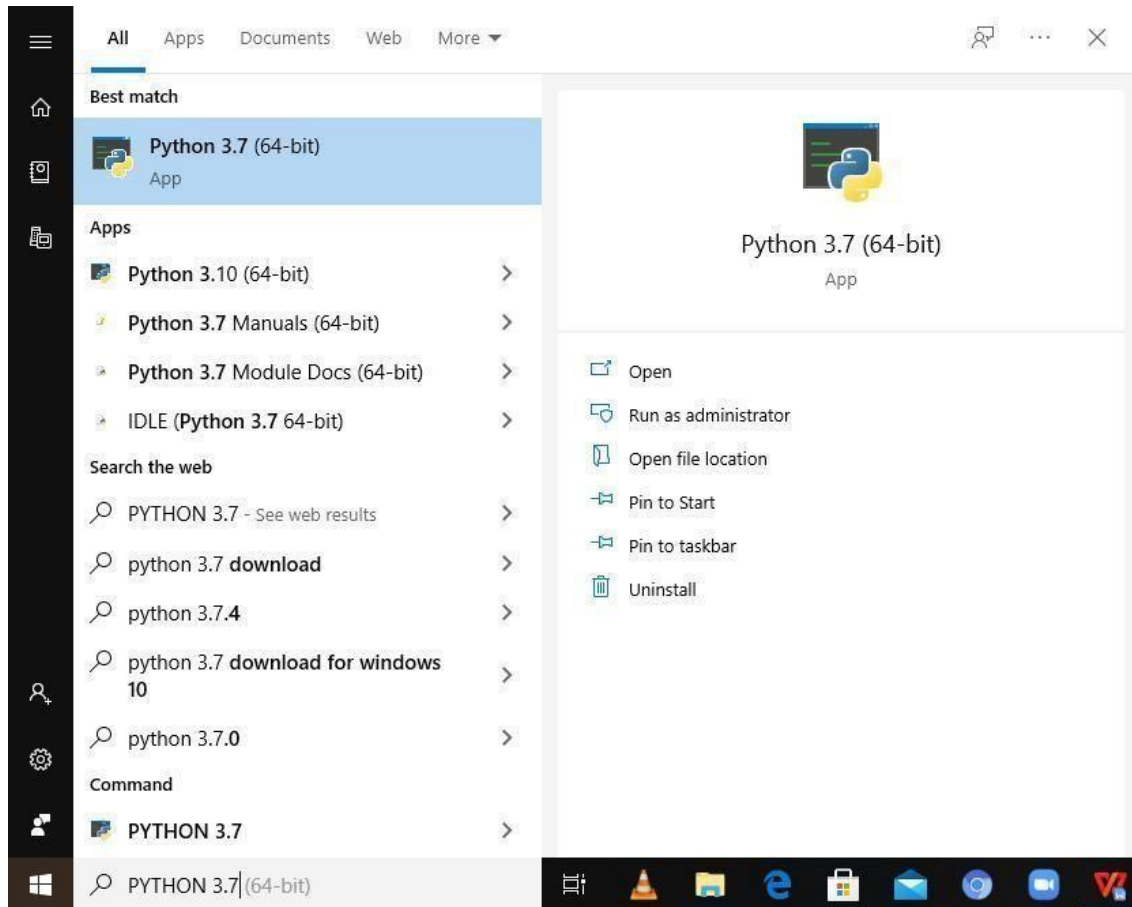 All Apps Documents Web More
Best match
Python 3.7 (64-bit)
App
Apps
Python 3.10 (64-bit)
Python 3.7 Manuals (64-bit)
Python 3.7 Module Docs (64-bit)
IDLE (Python 3.7 64-bit)
Search the web
PYTHON 3.7 - See web results
python 3.7 download
python 3.7.4
python 3.7 download for windows
10
python 3.7.0
Command
PYTHON 3.7
PYTHON 3.7 (64-bit)
Python 3.7 (64-bit)
App
Open
Run as administrator
Open file location
Pin to Start
Pin to taskbar
Uninstall